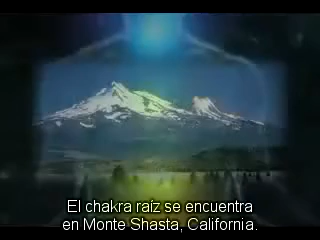 El chakra raíz se encuentra
en Monte Shasta, California.